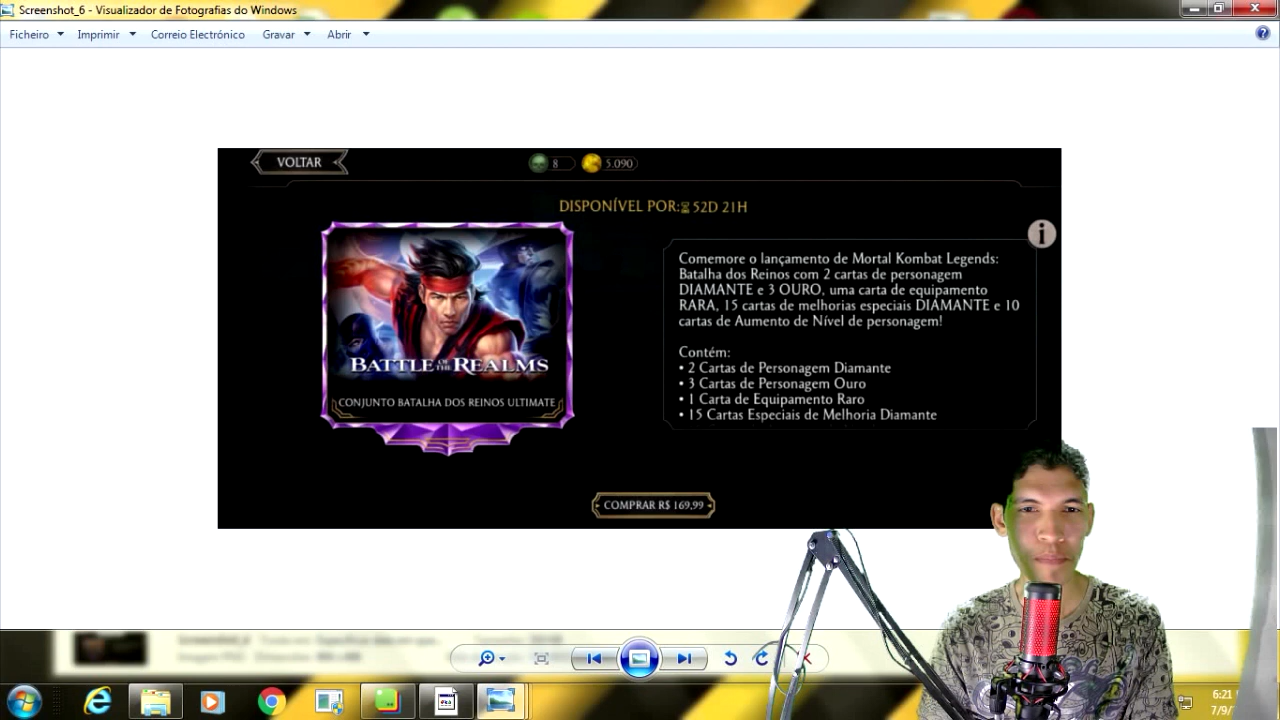 Screenshot_6 - Visualizador de Fotografias do Windows
Ficheiro Imprimir Correio Electrónico Gravar Abrir
VOLTAR
8 5.090
DISPONÍVEL POR: 52D 21H
Comemore o lançamento de Mortal Kombat Legends:
Batalha dos Reinos com 2 cartas de personagem
DIAMANTE e 3 OURO, uma carta de equipamento
RARA, 15 cartas de melhorias especiais DIAMANTE e 10
cartas de Aumento de Nível de personagem!
Contém:
• 2 Cartas de Personagem Diamante
• 3 Cartas de Personagem Ouro
• 1 Carta de Equipamento Raro
• 15 Cartas Especiais de Melhoria Diamante
BATTLE OF THE REALMS
CONJUNTO BATALHA DOS REINOS ULTIMATE
COMPRAR R$ 169,99
6:21
7/9/